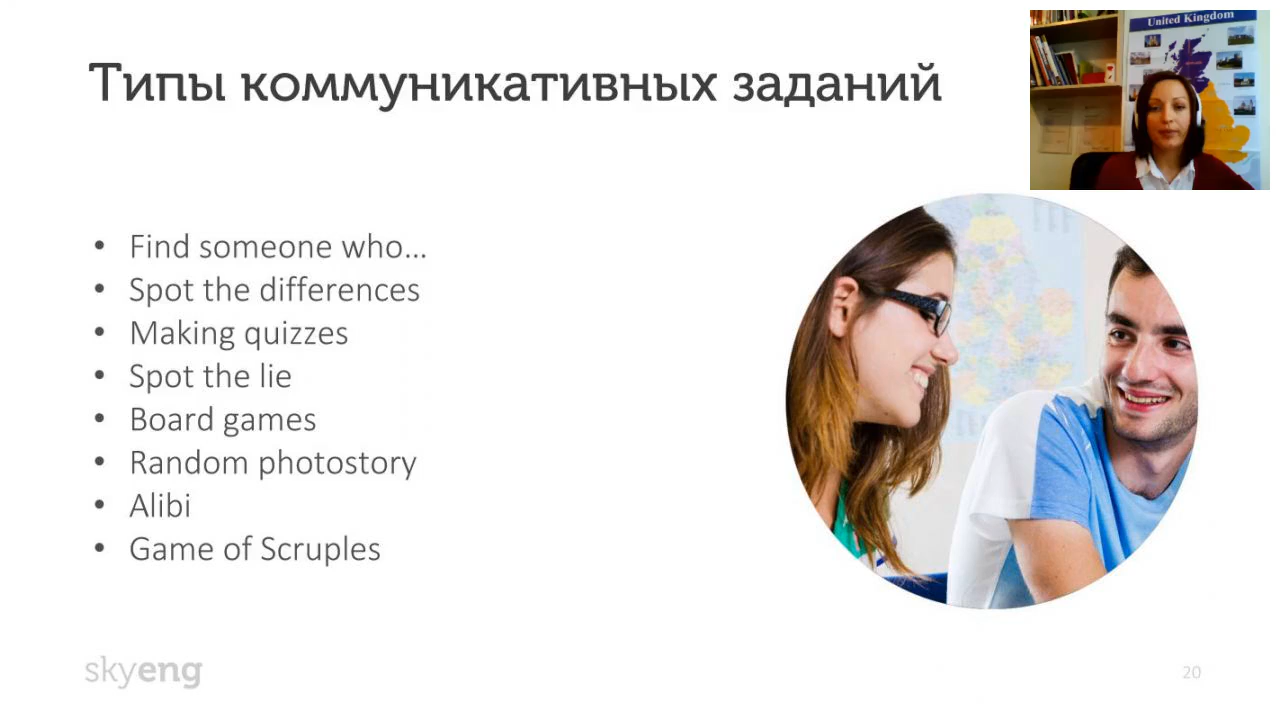 Типы коммуникативных заданий
United Kingdom
• Find someone who...
• Spot the differences
• Making quizzes
• Spot the lie
• Board games
• Random photostory
• Alibi
• Game of Scruples
skyeng
20